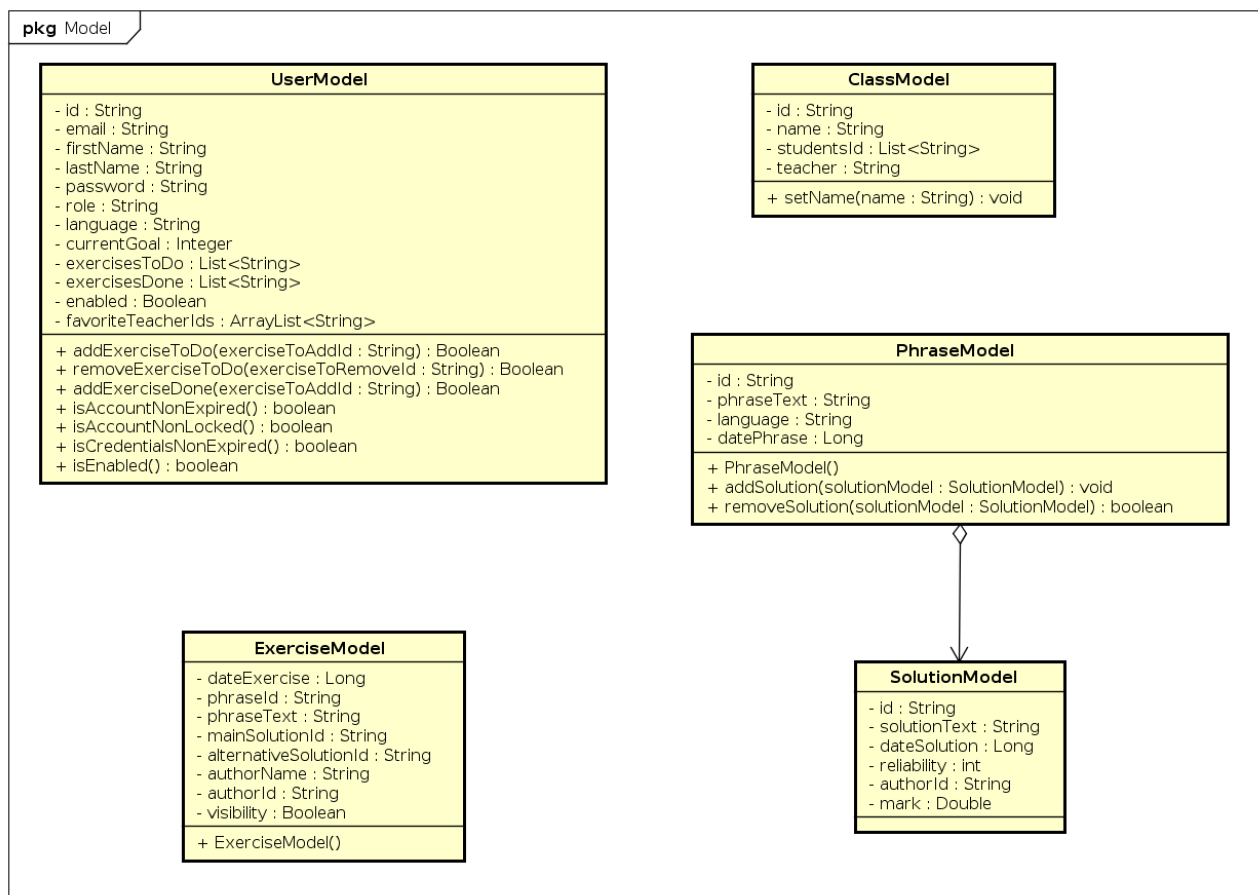 pkg Model
UserModel
- id : String
- email : String
- firstName : String
- lastName : String
- password : String
- role : String
- language : String
- currentGoal : Integer
- exercisesToDo : List<String>
- exercisesDone : List<String>
- enabled : Boolean
- favoriteTeacherIds : ArrayList<String>
+ addExerciseToDo(exerciseToAddId : String) : Boolean
+ removeExerciseToDo(exerciseToRemoveId : String) : Boolean
+ addExerciseDone(exerciseToAddId : String) : Boolean
+ isAccountNonExpired() : boolean
+ isAccountNonLocked() : boolean
+ isCredentialsNonExpired() : boolean
+ isEnabled() : boolean
ClassModel
- id : String
- name : String
- studentsId : List<String>
- teacher : String
+ setName(name : String) : void
PhraseModel
- id : String
- phraseText : String
- language : String
- datePhrase : Long
+ PhraseModel()
+ addSolution(solutionModel : SolutionModel) : void
+ removeSolution(solutionModel : SolutionModel) : boolean
ExerciseModel
- dateExercise : Long
- phraseId : String
- phraseText : String
- mainSolutionId : String
- alternativeSolutionId : String
- authorName : String
- authorId : String
- visibility : Boolean
+ ExerciseModel()
SolutionModel
- id : String
- solutionText : String
- dateSolution : Long
- reliability : int
- authorId : String
- mark : Double